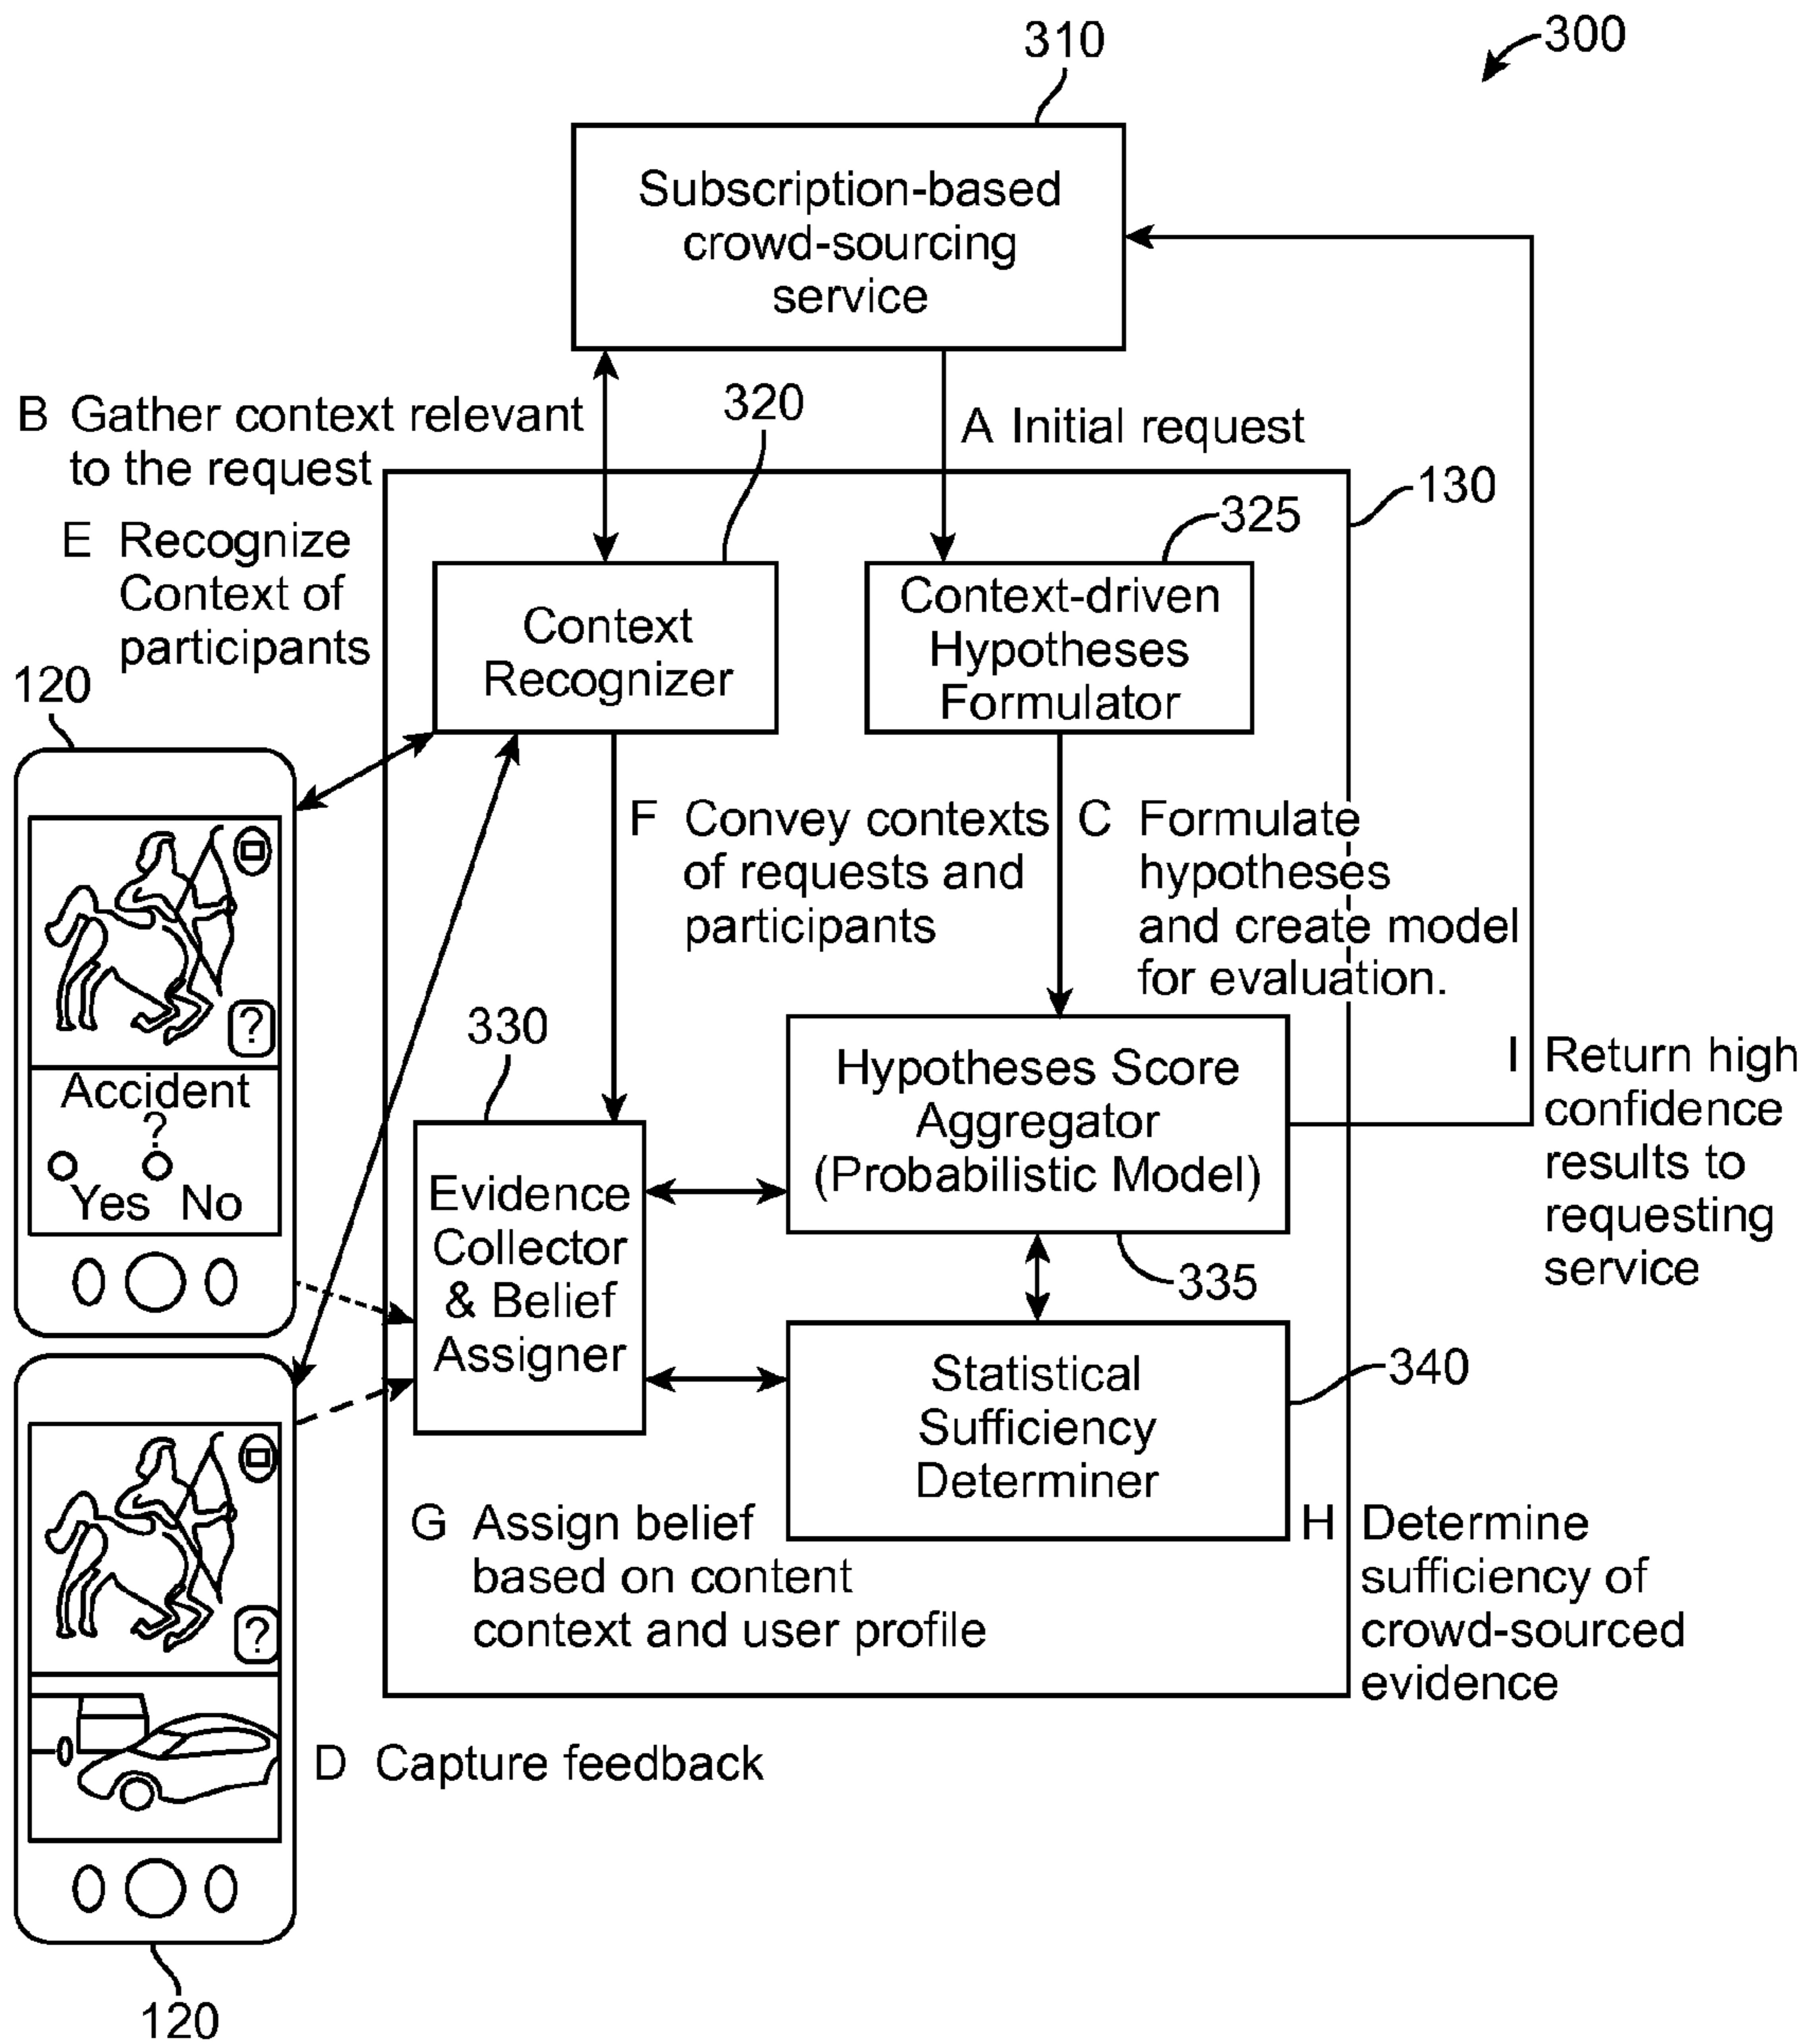 300
310
Subscription-based
crowd-sourcing
service
B Gather context relevant
to the request
320
A Initial request
130
E Recognize
Context of
participants
325
Context
Recognizer
Context-driven
Hypotheses
Formulator
120
F Convey contexts
of requests and
participants
C Formulate
hypotheses
and create model
for evaluation.
?
Accident
?
Yes No
330
Hypotheses Score
Aggregator
(Probabilistic Model)
I Return high
confidence
results to
requesting
service
Evidence
Collector
& Belief
Assigner
335
Statistical
Sufficiency
Determiner
340
G Assign belief
based on content
context and user profile
H Determine
sufficiency of
crowd-sourced
evidence
?
D Capture feedback
120